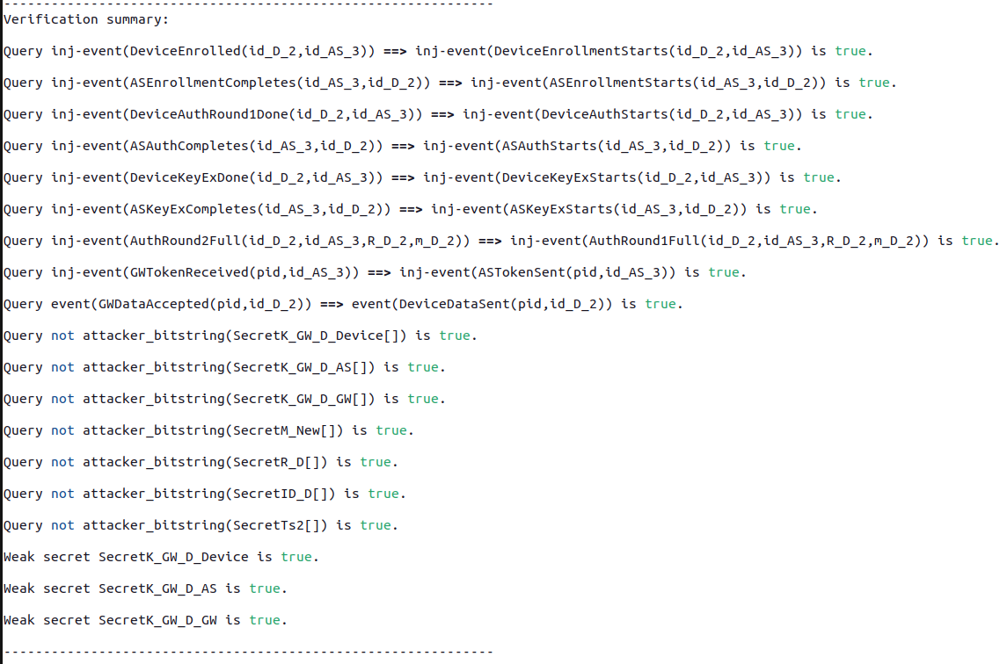 --------------------------------------------------------------
Verification summary:
Query inj-event(DeviceEnrolled(id_D_2,id_AS_3)) ==> inj-event(DeviceEnrollmentStarts(id_D_2,id_AS_3)) is true.
Query inj-event(ASEnrollmentCompletes(id_AS_3,id_D_2)) ==> inj-event(ASEnrollmentStarts(id_AS_3,id_D_2)) is true.
Query inj-event(DeviceAuthRound1Done(id_D_2,id_AS_3)) ==> inj-event(DeviceAuthStarts(id_D_2,id_AS_3)) is true.
Query inj-event(ASAuthCompletes(id_AS_3,id_D_2)) ==> inj-event(ASAuthStarts(id_AS_3,id_D_2)) is true.
Query inj-event(DeviceKeyExDone(id_D_2,id_AS_3)) ==> inj-event(DeviceKeyExStarts(id_D_2,id_AS_3)) is true.
Query inj-event(ASKeyExCompletes(id_AS_3,id_D_2)) ==> inj-event(ASKeyExStarts(id_AS_3,id_D_2)) is true.
Query inj-event(AuthRound2Full(id_D_2,id_AS_3,R_D_2,m_D_2)) ==> inj-event(AuthRound1Full(id_D_2,id_AS_3,R_D_2,m_D_2)) is true.
Query inj-event(GWTokenReceived(pid,id_AS_3)) ==> inj-event(ASTokenSent(pid,id_AS_3)) is true.
Query event(GWDataAccepted(pid,id_D_2)) ==> event(DeviceDataSent(pid,id_D_2)) is true.
Query not attacker_bitstring(SecretK_GW_D_Device[]) is true.
Query not attacker_bitstring(SecretK_GW_D_AS[]) is true.
Query not attacker_bitstring(SecretK_GW_D_GW[]) is true.
Query not attacker_bitstring(SecretM_New[]) is true.
Query not attacker_bitstring(SecretR_D[]) is true.
Query not attacker_bitstring(SecretID_D[]) is true.
Query not attacker_bitstring(SecretTs2[]) is true.
Weak secret SecretK_GW_D_Device is true.
Weak secret SecretK_GW_D_AS is true.
Weak secret SecretK_GW_D_GW is true.
--------------------------------------------------------------